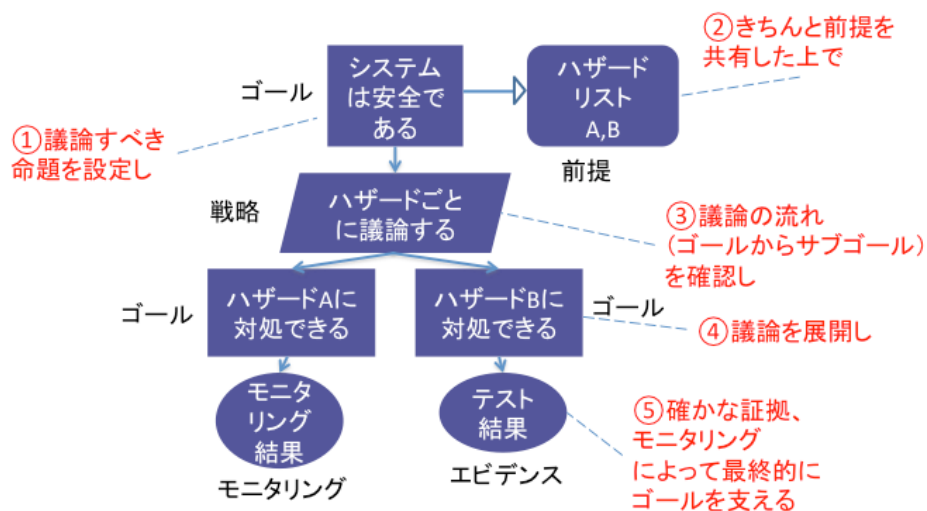 システム
は安全で
ある
ゴール
ハザード
リスト
A,B
前提
②きちんと前提を
共有した上で
①議論すべき
命題を設定し
戦略
ハザードごと
に議論する
③議論の流れ
(ゴールからサブゴール)
を確認し
ゴール
ハザードAに
対処できる
ハザードBに
対処できる
ゴール
④議論を展開し
モニタ
リング
結果
モニタリング
テスト
結果
エビデンス
⑤確かな証拠、
モニタリング
によって最終的に
ゴールを支える